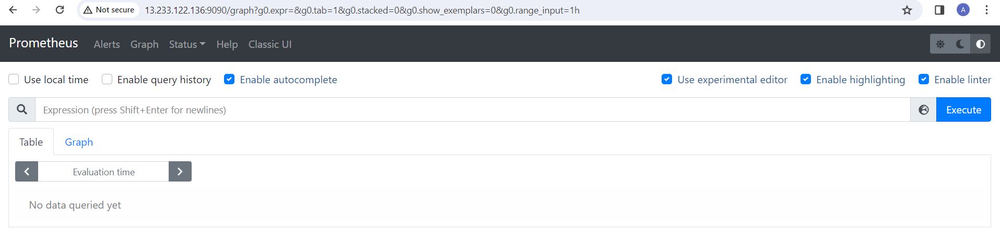 Not secure 13.233.122.136:9090/graph?g0.expr=&g0.tab=1&g0.stacked=0&g0.show_exemplars=0&g0.range_input=1h A
Prometheus Alerts Graph Status Help Classic UI
Use local time Enable query history Enable autocomplete Use experimental editor Enable highlighting Enable linter
Expression (press Shift+Enter for newlines) Execute
Table Graph
Evaluation time
No data queried yet